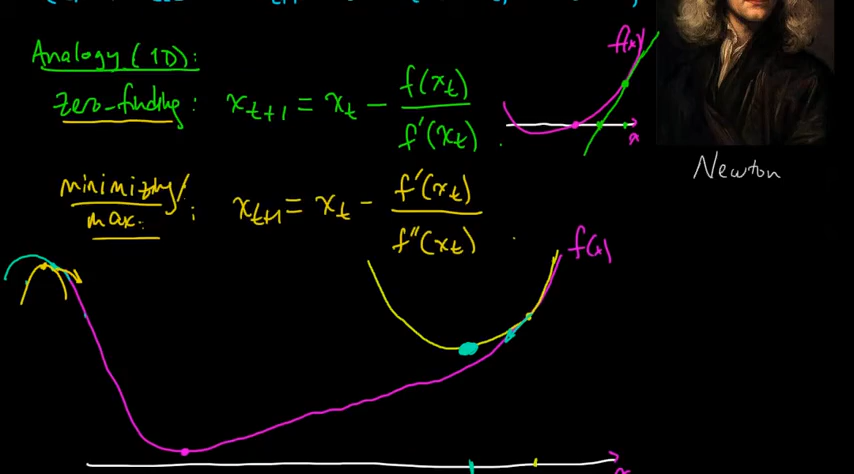 Analogy (1D):
f(x)
zero-finding: x_{t+1} = x_t - f(x_t) / f'(x_t) .
x
Newton
minimizing/
max. : x_{t+1} = x_t - f'(x_t) / f''(x_t) .
f(x)